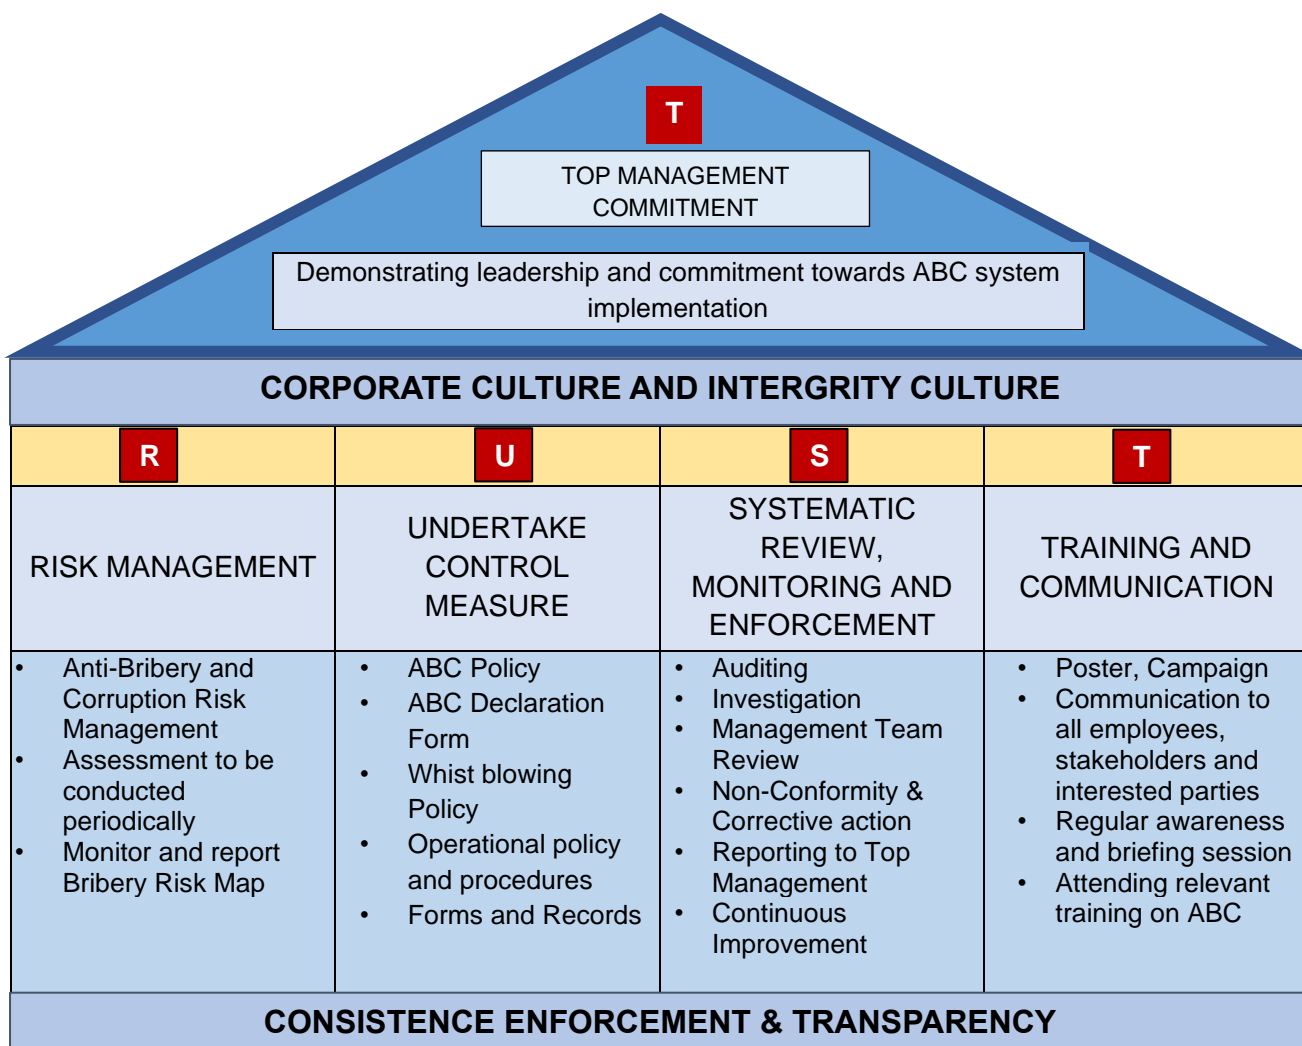 T
TOP MANAGEMENT
COMMITMENT
Demonstrating leadership and commitment towards ABC system
implementation
CORPORATE CULTURE AND INTERGRITY CULTURE
R
U
S
T
RISK MANAGEMENT
UNDERTAKE
CONTROL
MEASURE
SYSTEMATIC
REVIEW,
MONITORING AND
ENFORCEMENT
TRAINING AND
COMMUNICATION
• Anti-Bribery and
Corruption Risk
Management
• Assessment to be
conducted
periodically
• Monitor and report
Bribery Risk Map
• ABC Policy
• ABC Declaration
Form
• Whist blowing
Policy
• Operational policy
and procedures
• Forms and Records
• Auditing
• Investigation
• Management Team
Review
• Non-Conformity &
Corrective action
• Reporting to Top
Management
• Continuous
Improvement
• Poster, Campaign
• Communication to
all employees,
stakeholders and
interested parties
• Regular awareness
and briefing session
• Attending relevant
training on ABC
CONSISTENCE ENFORCEMENT & TRANSPARENCY